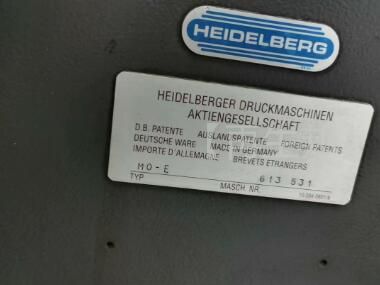 HEIDELBERG
HEIDELBERGER DRUCKMASCHINEN
AKTIENGESELLSCHAFT
D.B. PATENTE AUSLANDSPATENTE FOREIGN PATENTS
DEUTSCHE WARE MADE IN GERMANY
IMPORTE D'ALLEMAGNE BREVETS ETRANGERS
MO-E 613 531
TYP MASCH. NR.